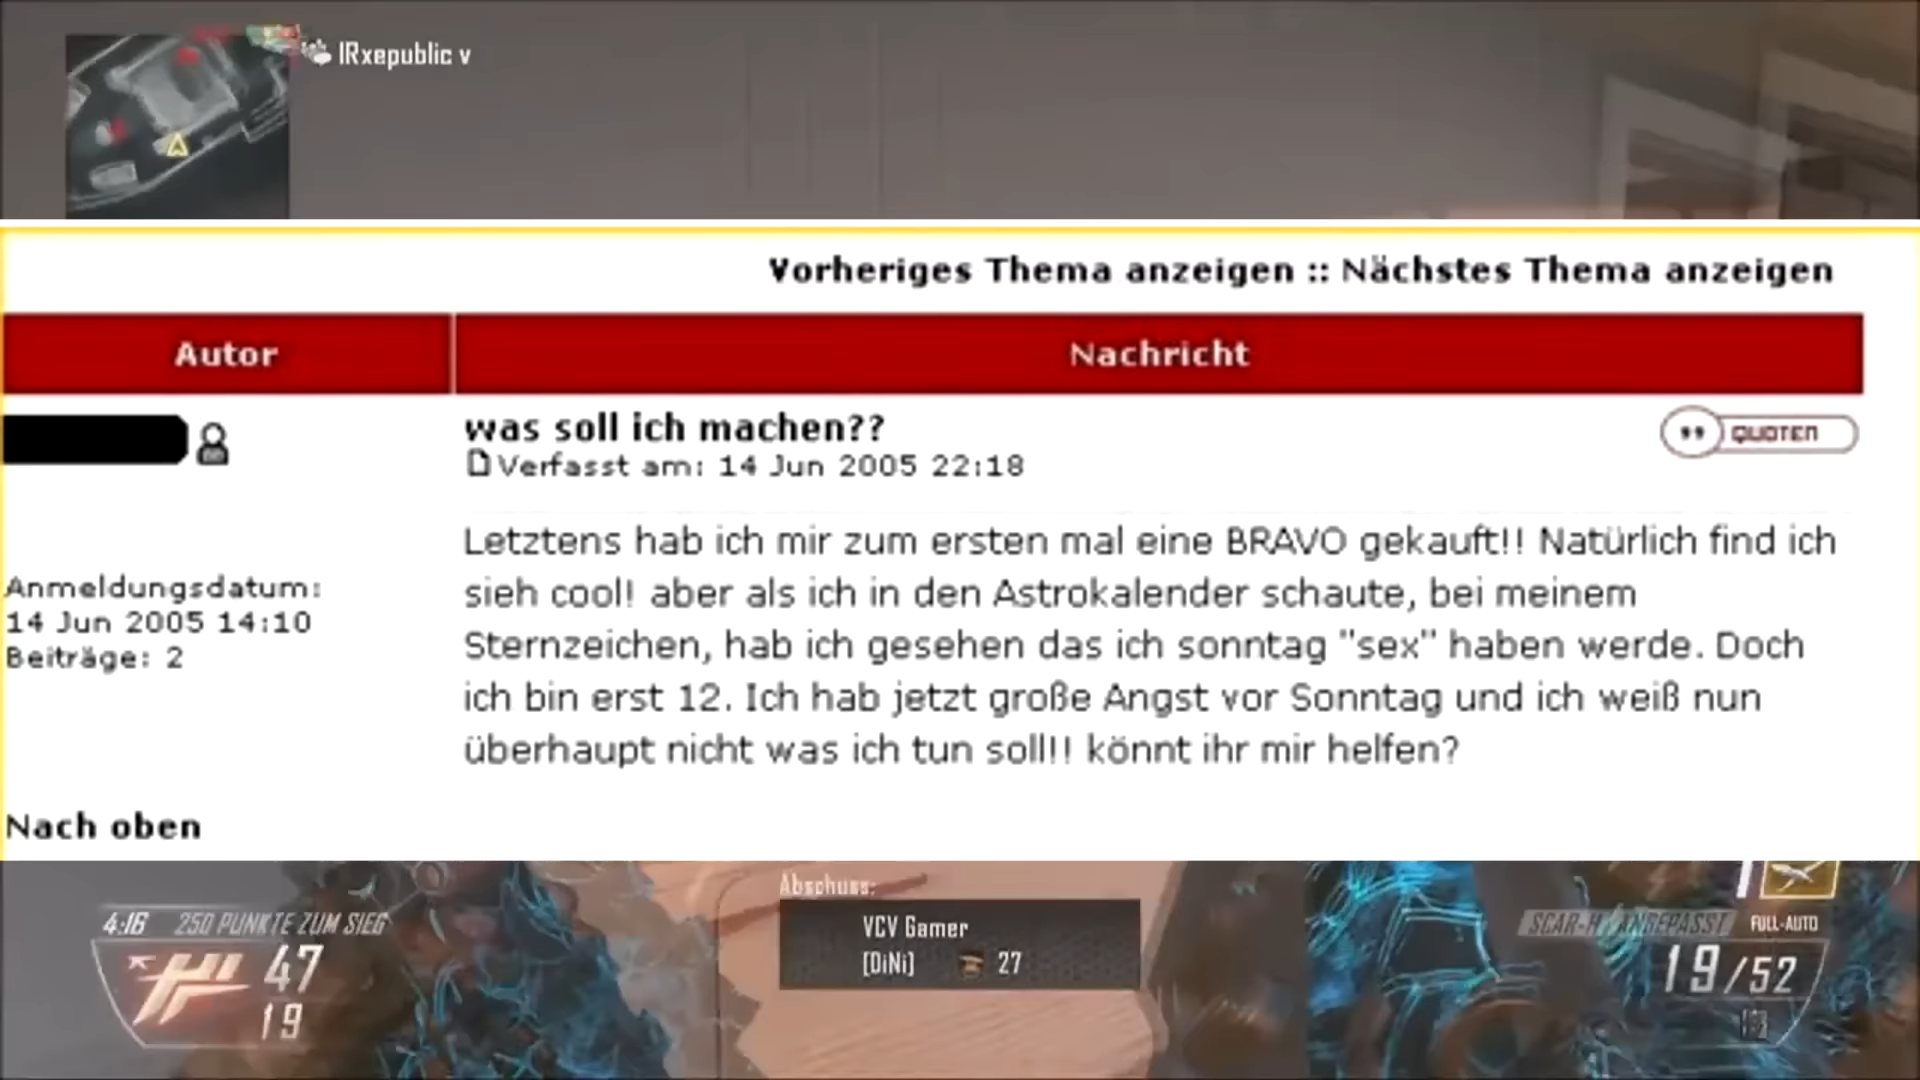 IRxepublic v
Vorheriges Thema anzeigen :: Nächstes Thema anzeigen
Autor
Nachricht
was soll ich machen??
QUOTEN
Verfasst am: 14 Jun 2005 22:18
Letztens hab ich mir zum ersten mal eine BRAVO gekauft!! Natürlich find ich
sieh cool! aber als ich in den Astrokalender schaute, bei meinem
Sternzeichen, hab ich gesehen das ich sonntag "sex" haben werde. Doch
ich bin erst 12. Ich hab jetzt große Angst vor Sonntag und ich weiß nun
überhaupt nicht was ich tun soll!! könnt ihr mir helfen?
Anmeldungsdatum:
14 Jun 2005 14:10
Beiträge: 2
Nach oben
Abschuss:
VCV Gamer
[DiNi] 27
4:16 250 PUNKTE ZUM SIEG
47
19
SCAR-H / ANGEPASST FULL-AUTO
19/52